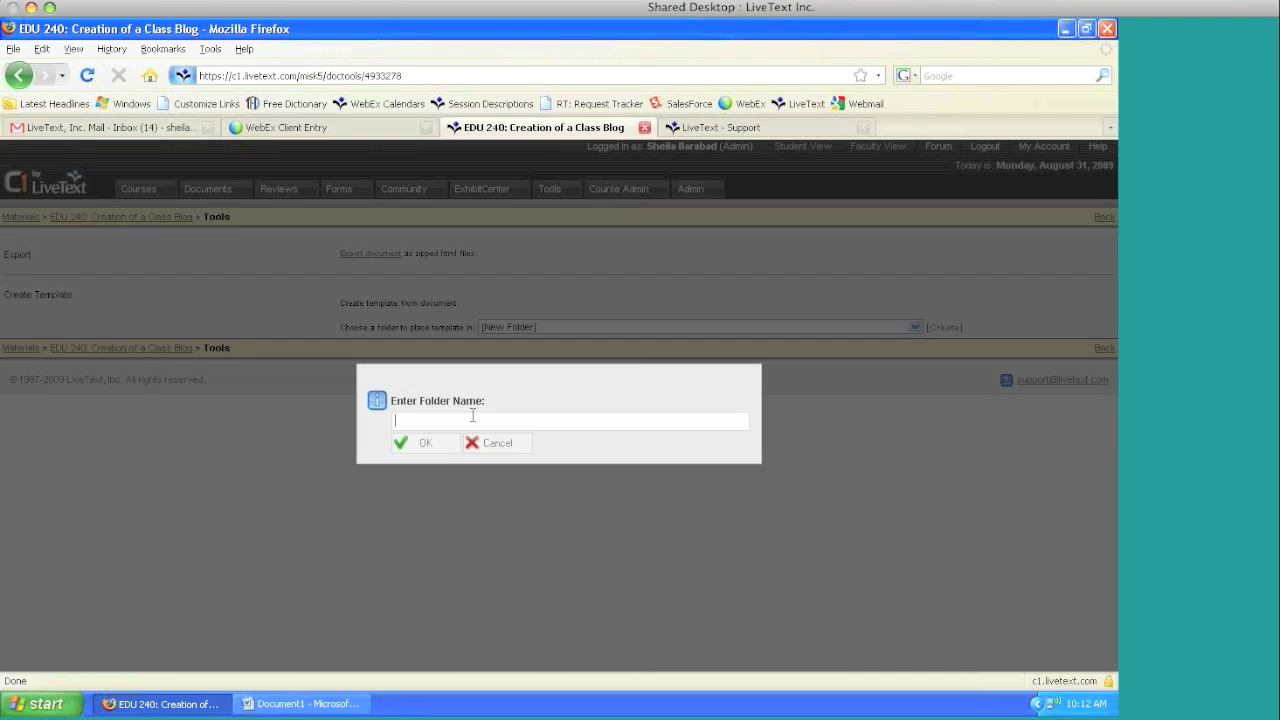 Shared Desktop : LiveText Inc.
EDU 240: Creation of a Class Blog - Mozilla Firefox
File Edit View History Bookmarks Tools Help
https://c1.livetext.com/misk5/doctools/4933278
Google
Latest Headlines Windows Customize Links Free Dictionary WebEx Calendars Session Descriptions RT: Request Tracker SalesForce WebEx LiveText Webmail
LiveText, Inc. Mail - Inbox (14) - sheila... WebEx Client Entry EDU 240: Creation of a Class Blog LiveText - Support
Logged in as: Sheila Barabad (Admin) Student View Faculty View Forum Logout My Account Help
Today is: Monday, August 31, 2009
C1 by LiveText
Courses Documents Reviews Forms Community ExhibitCenter Tools Course Admin Admin
Materials > EDU 240: Creation of a Class Blog > Tools Back
Export Export document as zipped html files.
Create Template
Create template from document
Choose a folder to place template in: [New Folder] [Create]
Materials > EDU 240: Creation of a Class Blog > Tools Back
© 1997-2009 LiveText, Inc. All rights reserved. support@livetext.com
Enter Folder Name:
OK Cancel
Done c1.livetext.com
start EDU 240: Creation of... Document1 - Microsof... 10:12 AM